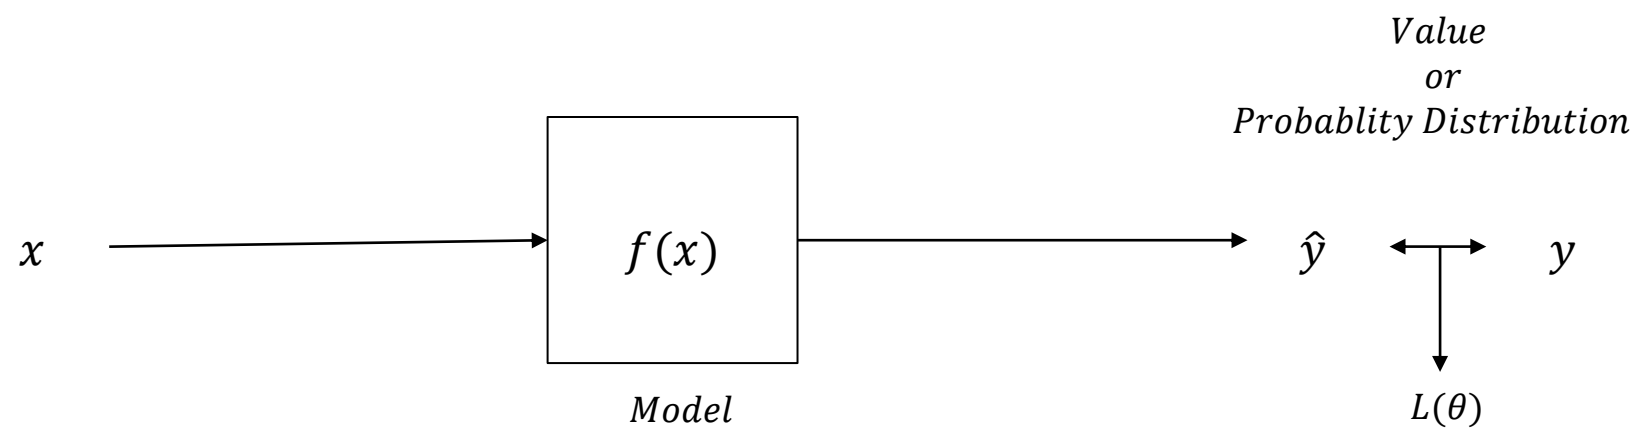 Value
or
Probablity Distribution
x
f(x)
ŷ
y
Model
L(θ)